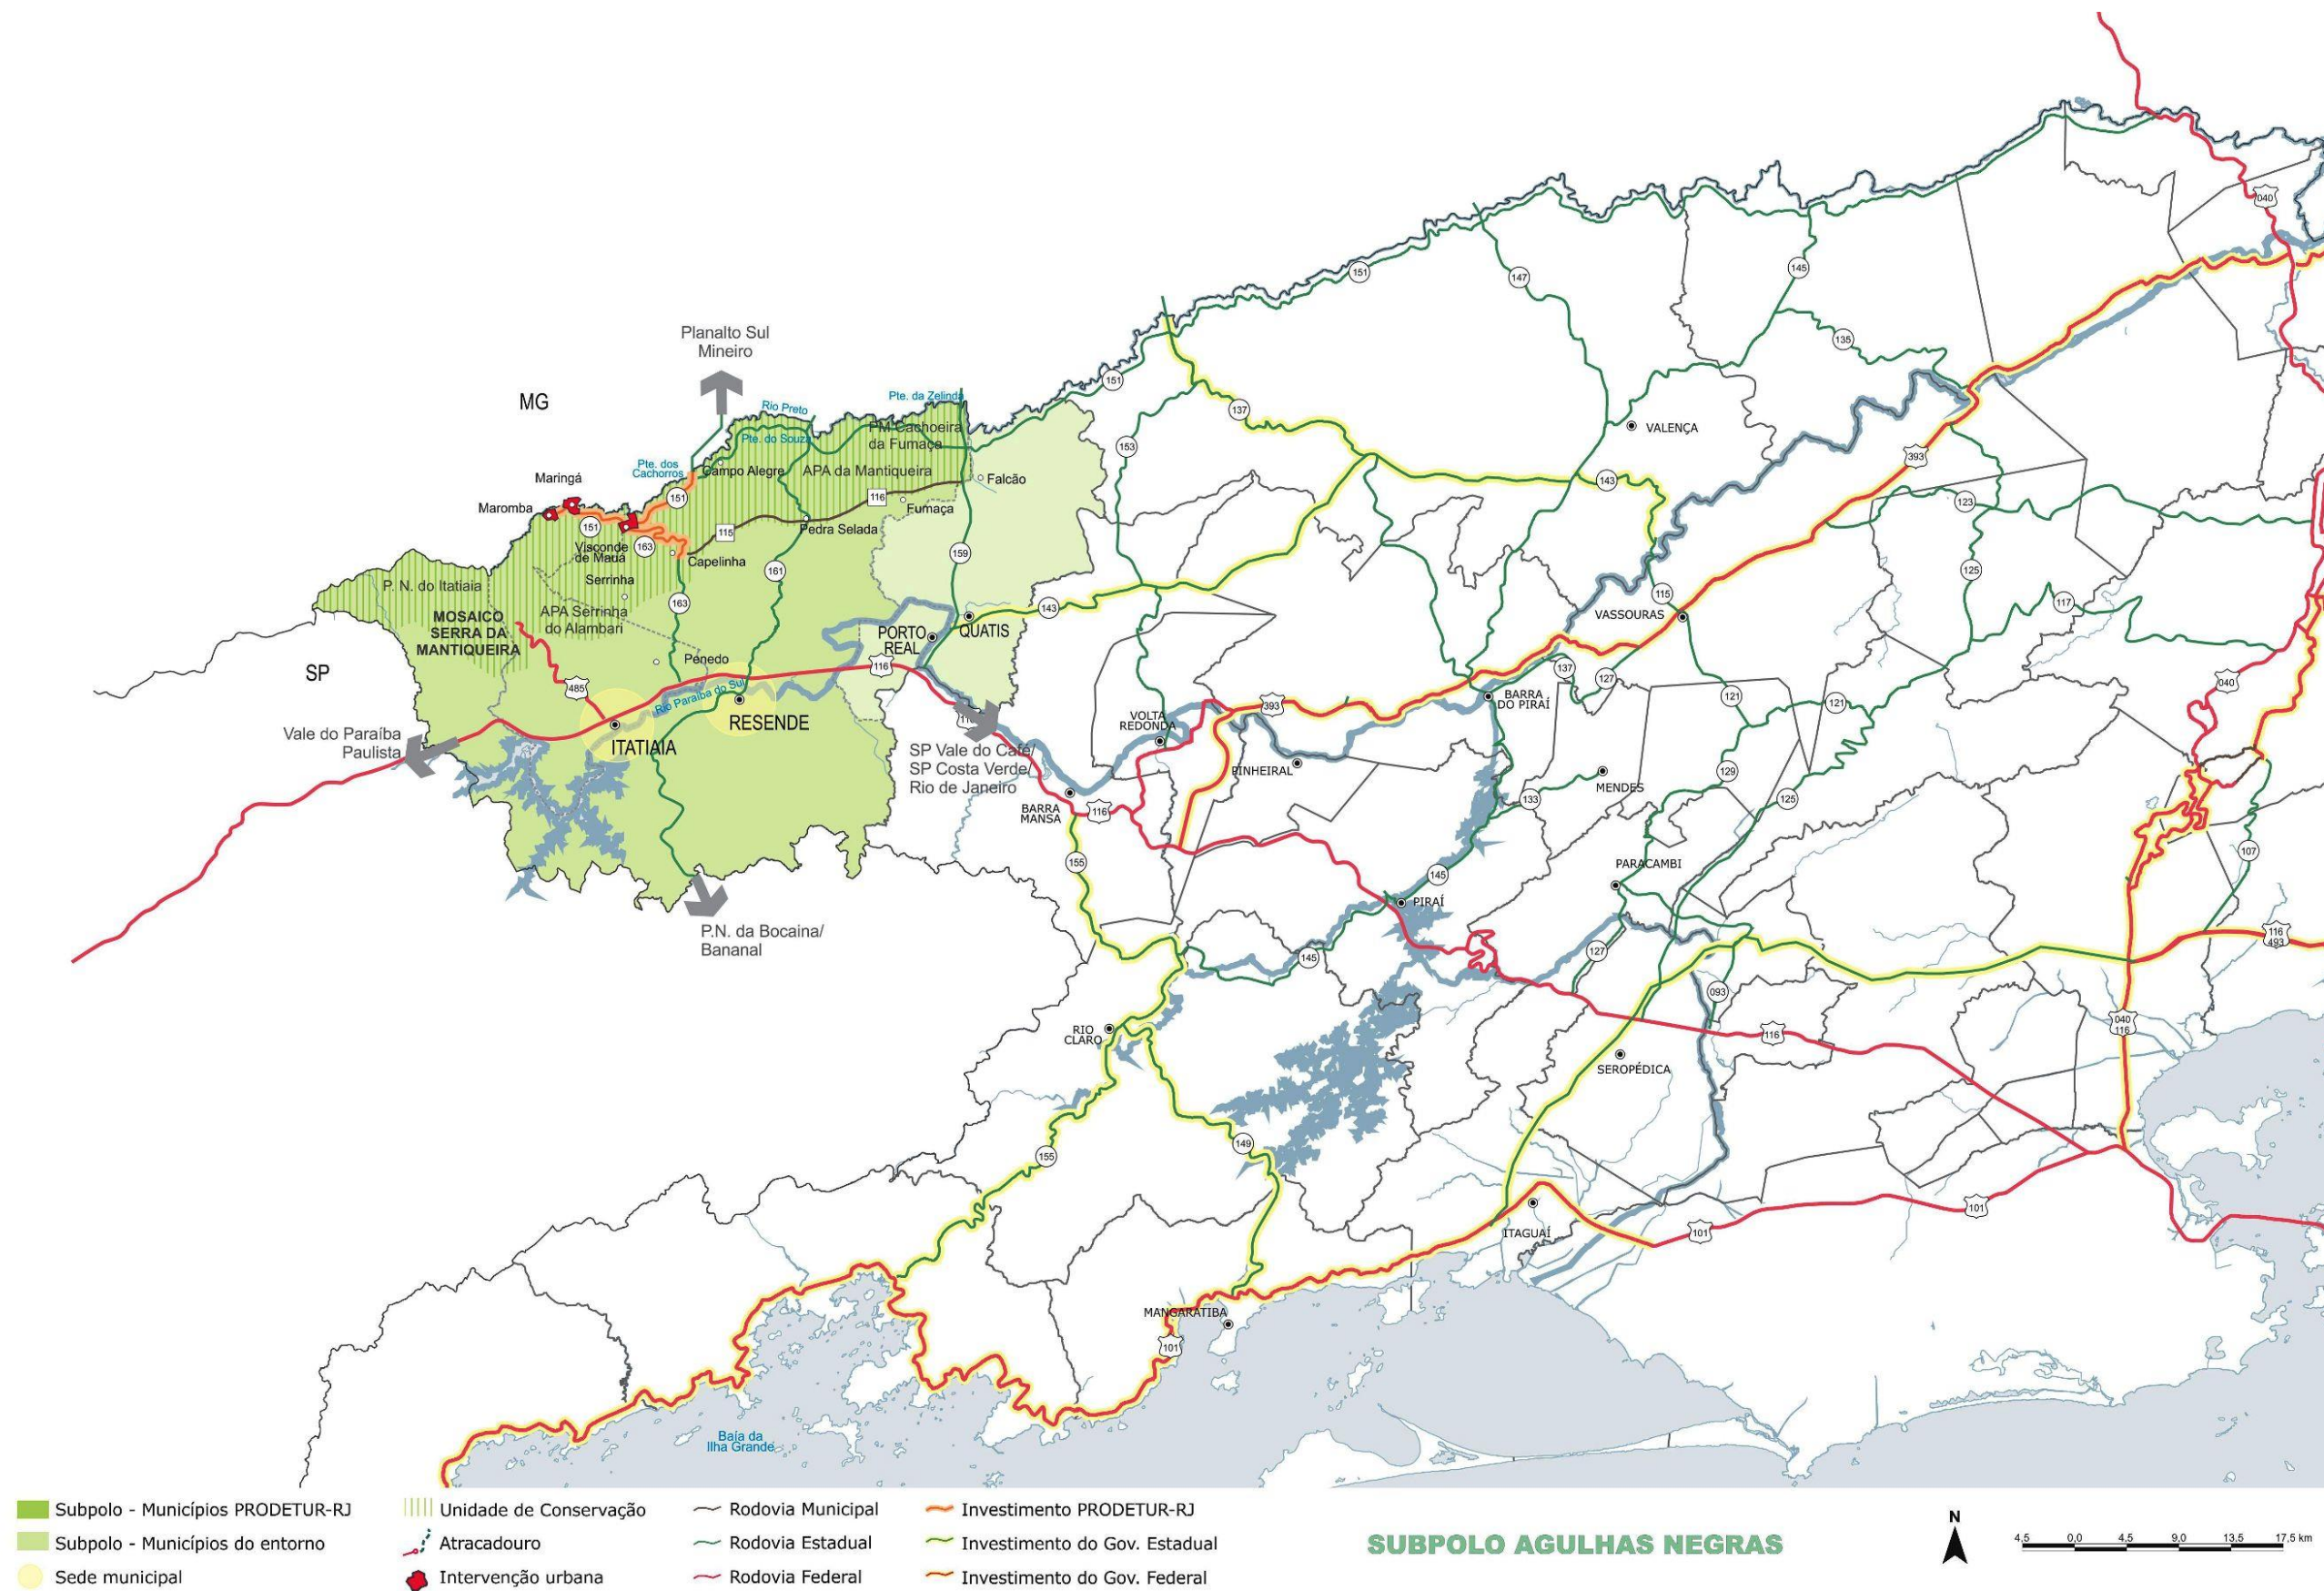 040
151
147
145
135
Planalto Sul
Mineiro
MG
151
137
153
Rio Preto
Pte. da Zelinda
Pte. do Souza
PM Cachoeira
da Fumaça
VALENÇA
393
Pte. dos
Cachorros
Campo Alegre
APA da Mantiqueira
Maringá
Falcão
143
Maromba
151
116
Fumaça
123
151
115
Pedra Selada
Visconde
de Mauá
163
Capelinha
159
P. N. do Itatiaia
Serrinha
161
125
MOSAICO
SERRA DA
MANTIQUEIRA
APA Serrinha
do Alambari
163
143
115
117
VASSOURAS
PORTO
REAL
QUATIS
SP
Penedo
116
137
127
485
Rio Paraíba do Sul
BARRA
DO PIRAÍ
121
121
040
RESENDE
393
VOLTA
REDONDA
Vale do Paraíba
Paulista
ITATIAIA
SP Vale do Café/
SP Costa Verde/
Rio de Janeiro
PINHEIRAL
129
MENDES
133
125
BARRA
MANSA
116
107
155
PARACAMBI
145
PIRAÍ
P.N. da Bocaina/
Bananal
145
127
116
493
093
RIO
CLARO
040
116
116
SEROPÉDICA
149
155
ITAGUAÍ
101
101
MANGARATIBA
101
Baía da
Ilha Grande
Subpolo - Municípios PRODETUR-RJ
Subpolo - Municípios do entorno
Sede municipal
Unidade de Conservação
Atracadouro
Intervenção urbana
Rodovia Municipal
Rodovia Estadual
Rodovia Federal
Investimento PRODETUR-RJ
Investimento do Gov. Estadual
Investimento do Gov. Federal
SUBPOLO AGULHAS NEGRAS
N
4,5 0,0 4,5 9,0 13,5 17,5 km